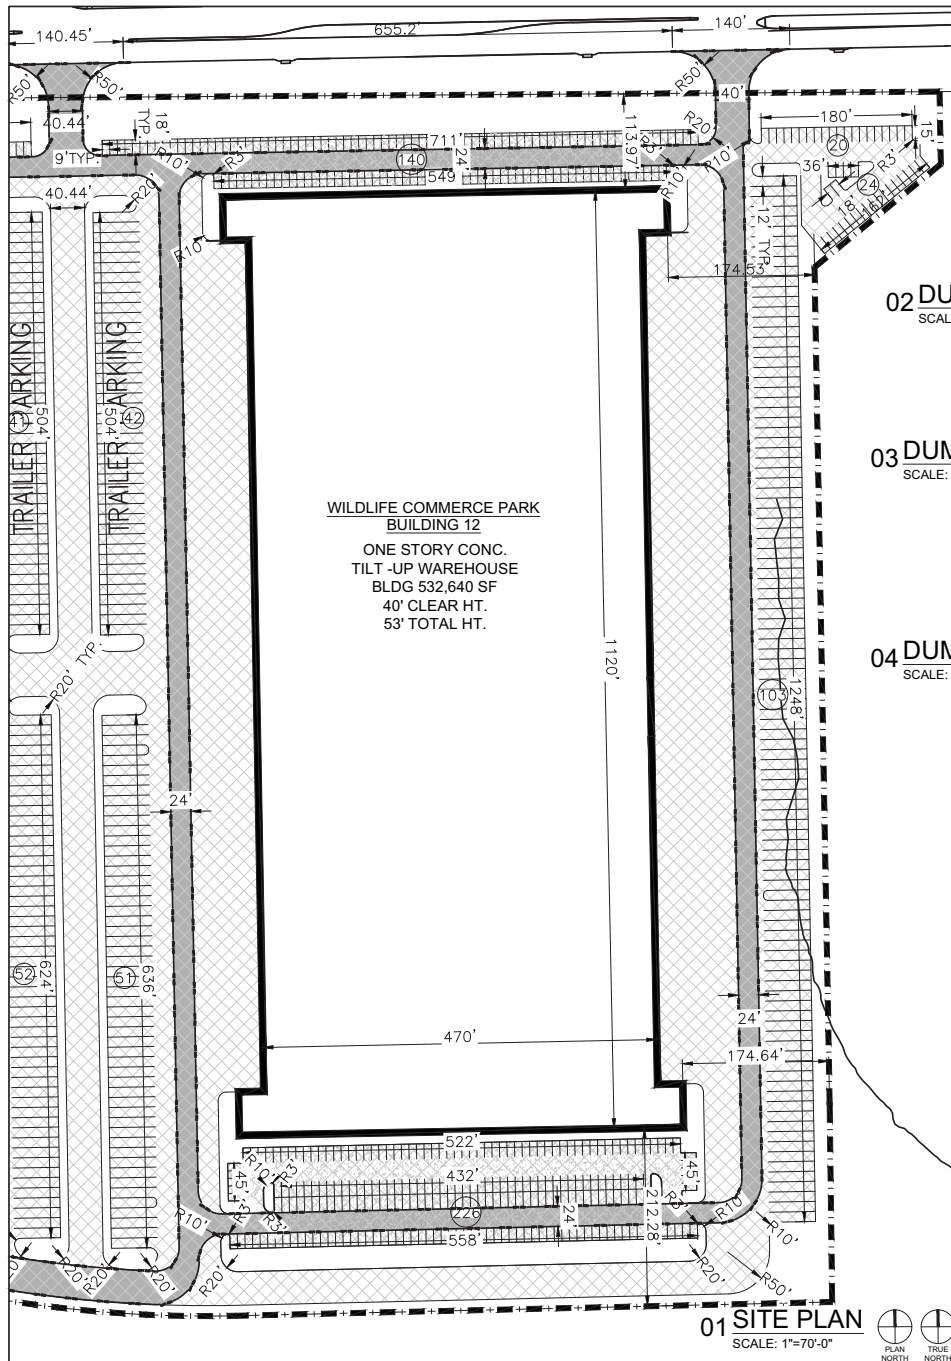 140.45'
655.2'
140'
R50'
R50'
R50'
40'
40.44'
18'
TYP.
711'
24'
113.97'
R20'
180'
15'
20
140
9' TYP.
R10'
R3'
549'
R10'
R10'
36'
R3'
24
18'
162'
40.44'
R20'
12' TYP.
R10'
174.53'
02 DU
SCAL
TRAILER PARKING
TRAILER PARKING
41
504'
504'
42
03 DUM
SCALE:
WILDLIFE COMMERCE PARK
BUILDING 12
ONE STORY CONC.
TILT -UP WAREHOUSE
BLDG 532,640 SF
40' CLEAR HT.
53' TOTAL HT.
1120'
04 DUM
SCALE:
R20' TYP.
103
1248'
24'
52
624'
51
636'
24'
470'
174.64'
522'
R10'
R3'
45'
45'
432'
R3'
R3'
226
24'
212.28'
R3'
R10'
R10'
R10'
558'
R20'
R20'
R20'
R20'
R20'
R50'
01 SITE PLAN
SCALE: 1"=70'-0"
PLAN
NORTH
TRUE
NORTH